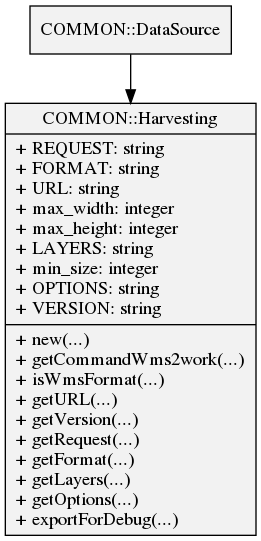 COMMON::DataSource
COMMON::Harvesting
+ REQUEST: string
+ FORMAT: string
+ URL: string
+ max_width: integer
+ max_height: integer
+ LAYERS: string
+ min_size: integer
+ OPTIONS: string
+ VERSION: string
+ new(...)
+ getCommandWms2work(...)
+ isWmsFormat(...)
+ getURL(...)
+ getVersion(...)
+ getRequest(...)
+ getFormat(...)
+ getLayers(...)
+ getOptions(...)
+ exportForDebug(...)